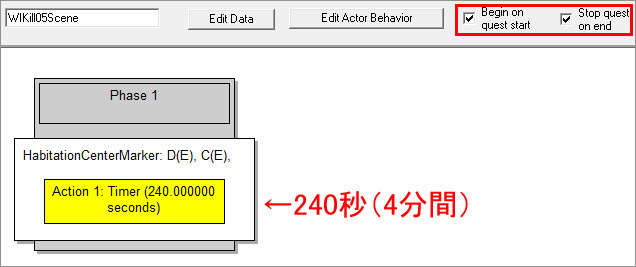 WIKill05Scene
Edit Data
Edit Actor Behavior
Begin on
quest start
Stop quest
on end
Phase 1
HabitationCenterMarker: D(E), C(E),
Action 1: Timer (240.000000
seconds)
←240秒(4分間)